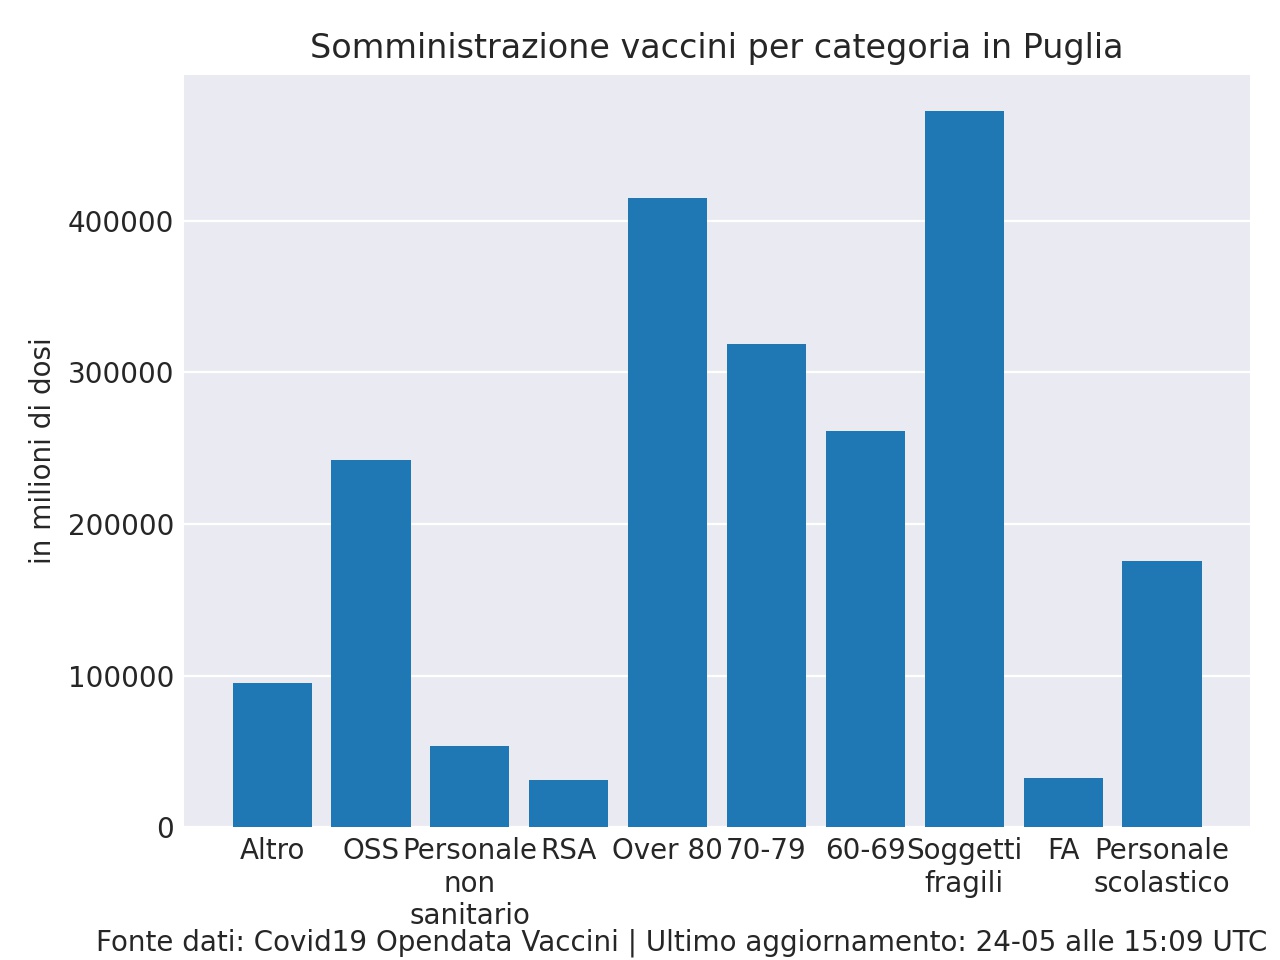 Somministrazione vaccini per categoria in Puglia
in milioni di dosi
400000
300000
200000
100000
0
Altro
OSS
Personale
non
sanitario
RSA
Over 80
70-79
60-69
Soggetti
fragili
FA
Personale
scolastico
Fonte dati: Covid19 Opendata Vaccini | Ultimo aggiornamento: 24-05 alle 15:09 UTC